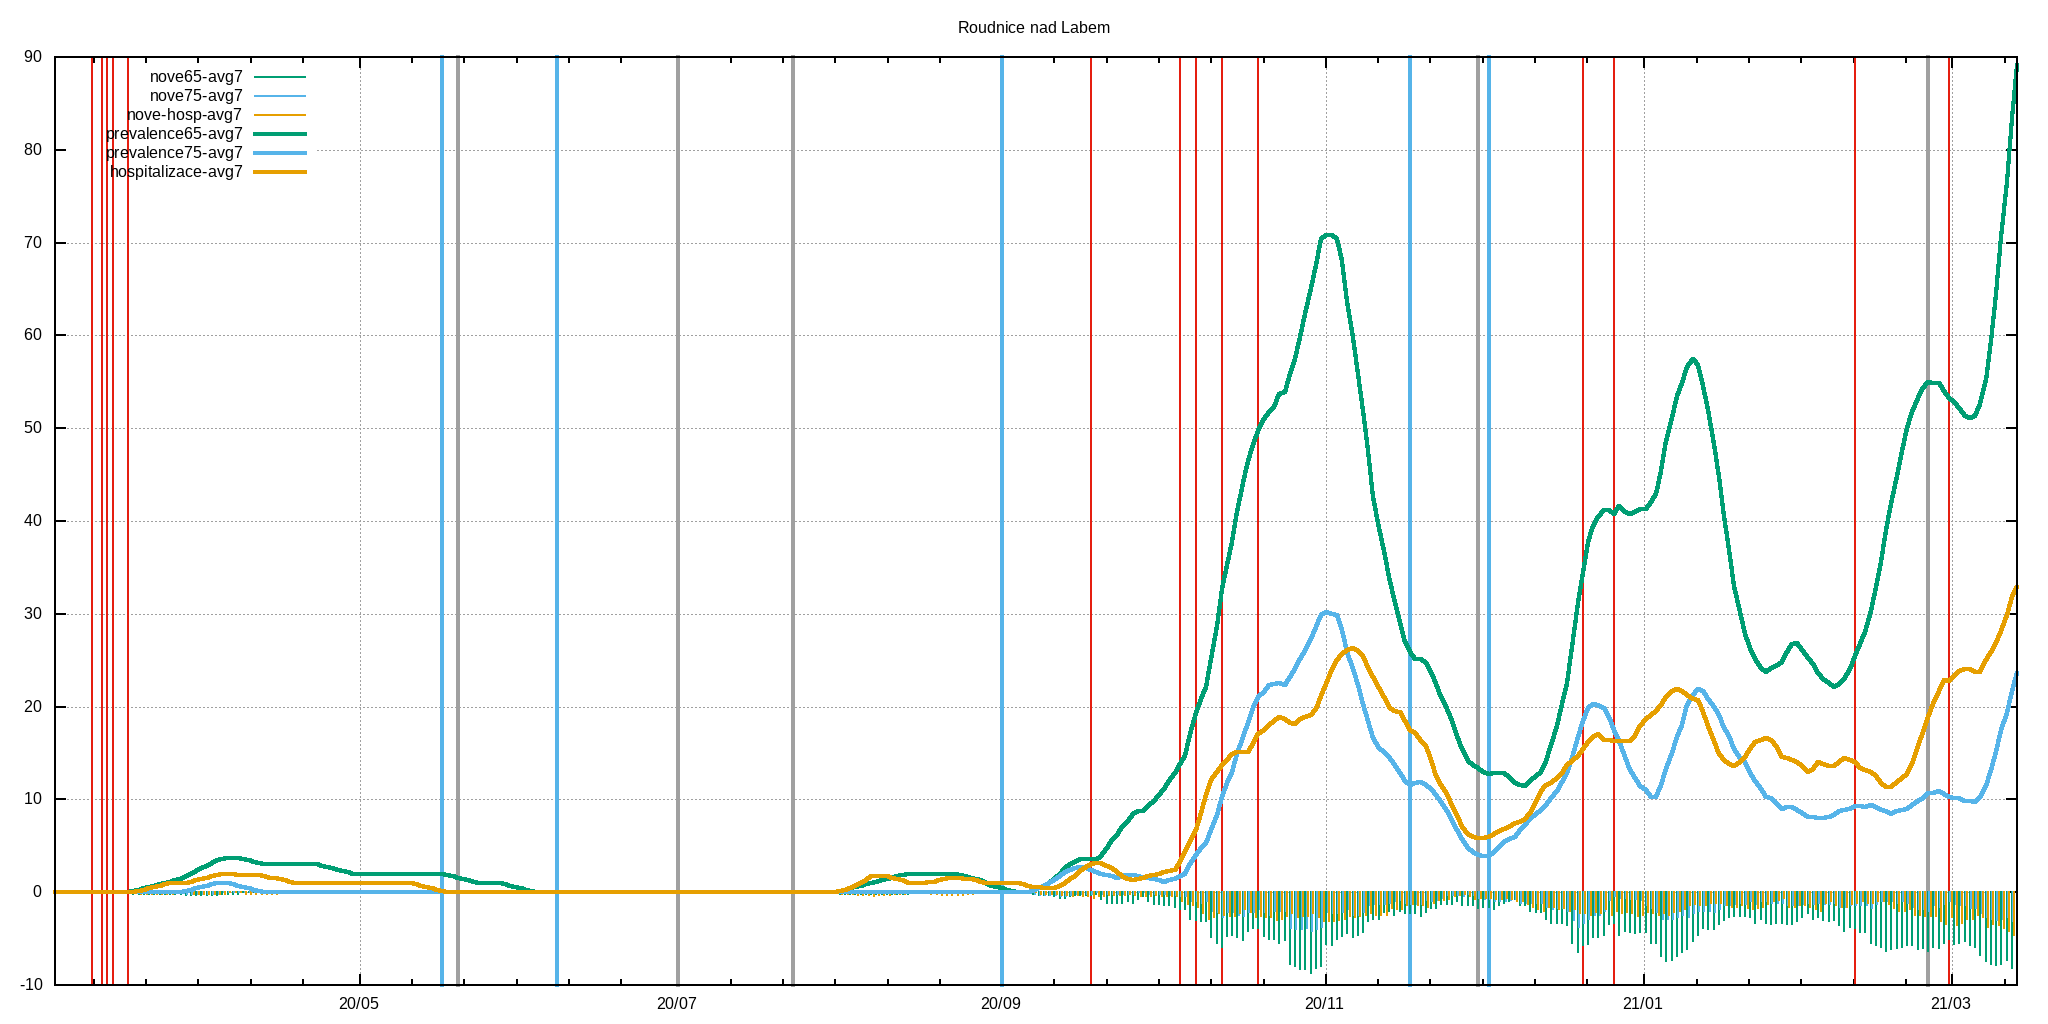 Roudnice nad Labem
90
80
70
60
50
40
30
20
10
0
-10
nove65-avg7
nove75-avg7
nove-hosp-avg7
prevalence65-avg7
prevalence75-avg7
hospitalizace-avg7
20/05 20/07 20/09 20/11 21/01 21/03